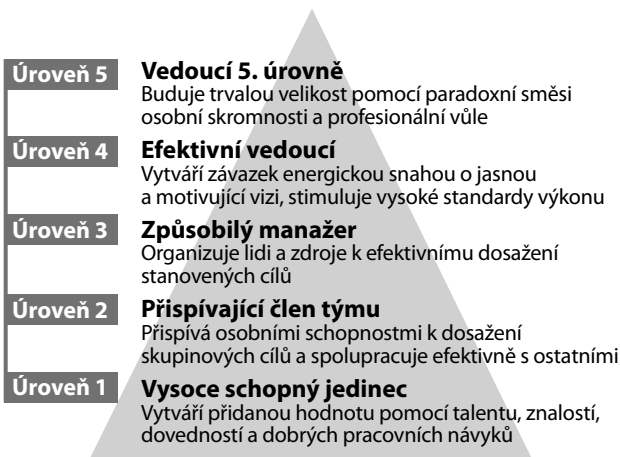 Úroveň 5
Vedoucí 5. úrovně
Buduje trvalou velikost pomocí paradoxní směsi
osobní skromnosti a profesionální vůle
Úroveň 4
Efektivní vedoucí
Vytváří závazek energickou snahou o jasnou
a motivující vizi, stimuluje vysoké standardy výkonu
Úroveň 3
Způsobilý manažer
Organizuje lidi a zdroje k efektivnímu dosažení
stanovených cílů
Úroveň 2
Přispívající člen týmu
Přispívá osobními schopnostmi k dosažení
skupinových cílů a spolupracuje efektivně s ostatními
Úroveň 1
Vysoce schopný jedinec
Vytváří přidanou hodnotu pomocí talentu, znalostí,
dovedností a dobrých pracovních návyků